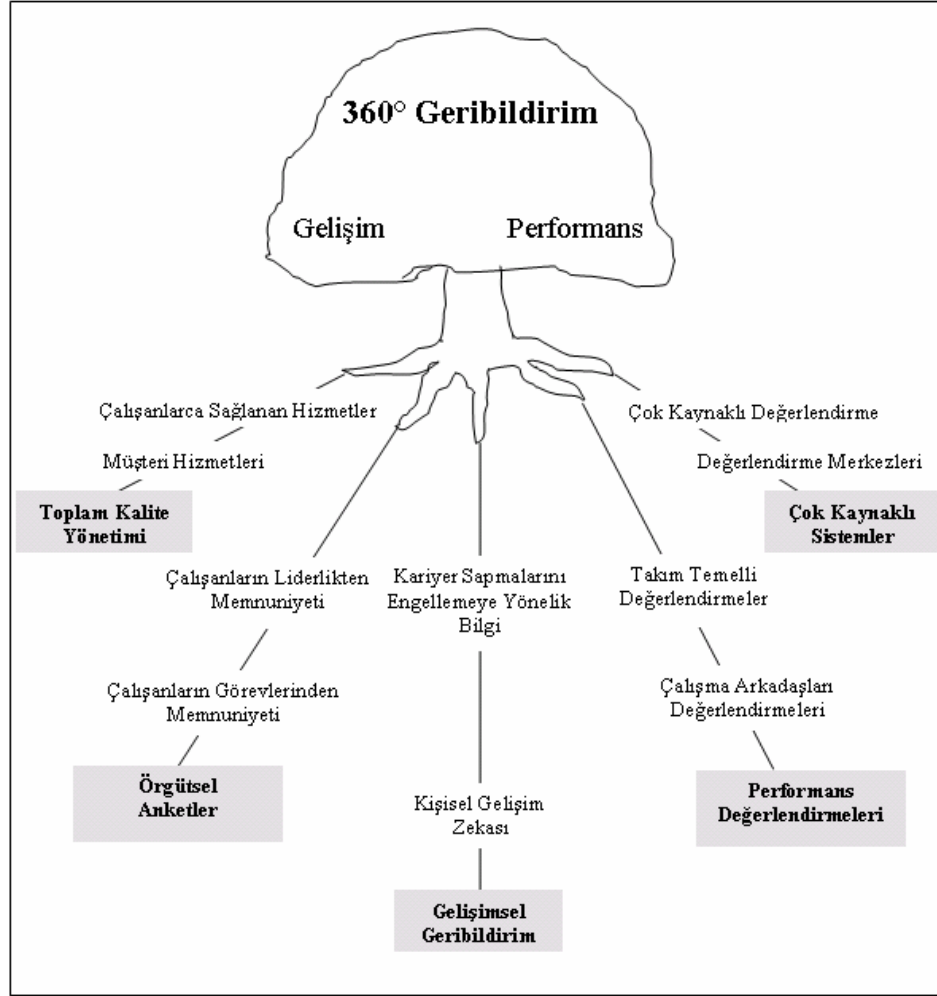 360° Geribildirim
Gelişim
Performans
Çalışanlarca Sağlanan Hizmetler
Müşteri Hizmetleri
Toplam Kalite
Yönetimi
Çalışanların Liderlikten
Memnuniyeti
Çalışanların Görevlerinden
Memnuniyeti
Örgütsel
Anketler
Kariyer Sapmalarını
Engellemeye Yönelik
Bilgi
Kişisel Gelişim
Zekası
Gelişimsel
Geribildirim
Takım Temelli
Değerlendirmeler
Çalışma Arkadaşları
Değerlendirmeleri
Performans
Değerlendirmeleri
Çok Kaynaklı Değerlendirme
Değerlendirme Merkezleri
Çok Kaynaklı
Sistemler